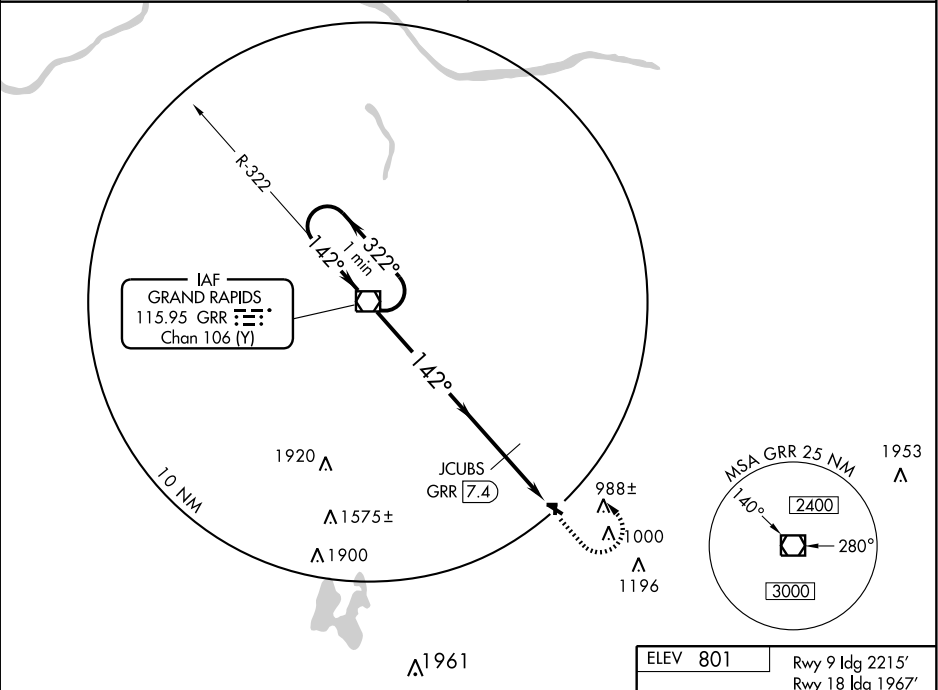 R-322
322°
1 min
142°
IAF
GRAND RAPIDS
115.95 GRR
Chan 106 (Y)
142°
1920
JCUBS
GRR 7.4
10 NM
1575±
1900
988±
1000
1196
1953
MSA GRR 25 NM
140°
2400
280°
3000
1961
ELEV 801
Rwy 9 ldg 2215'
Rwy 18 ldg 1967'